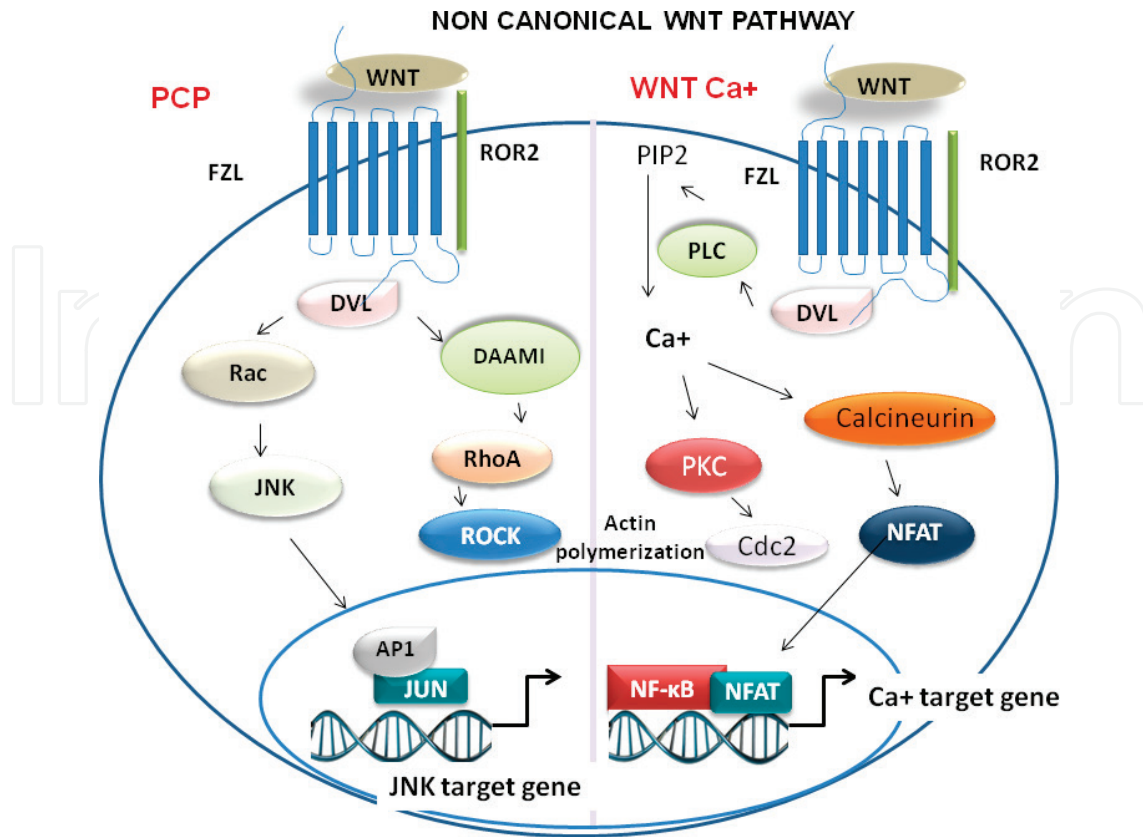 NON CANONICAL WNT PATHWAY
PCP
WNT
FZL
ROR2
DVL
Rac
DAAMI
JNK
RhoA
ROCK
AP1
JUN
JNK target gene
WNT Ca+
WNT
PIP2
FZL
ROR2
PLC
DVL
Ca+
Calcineurin
PKC
Actin
polymerization
Cdc2
NFAT
NF-κB
NFAT
Ca+ target gene